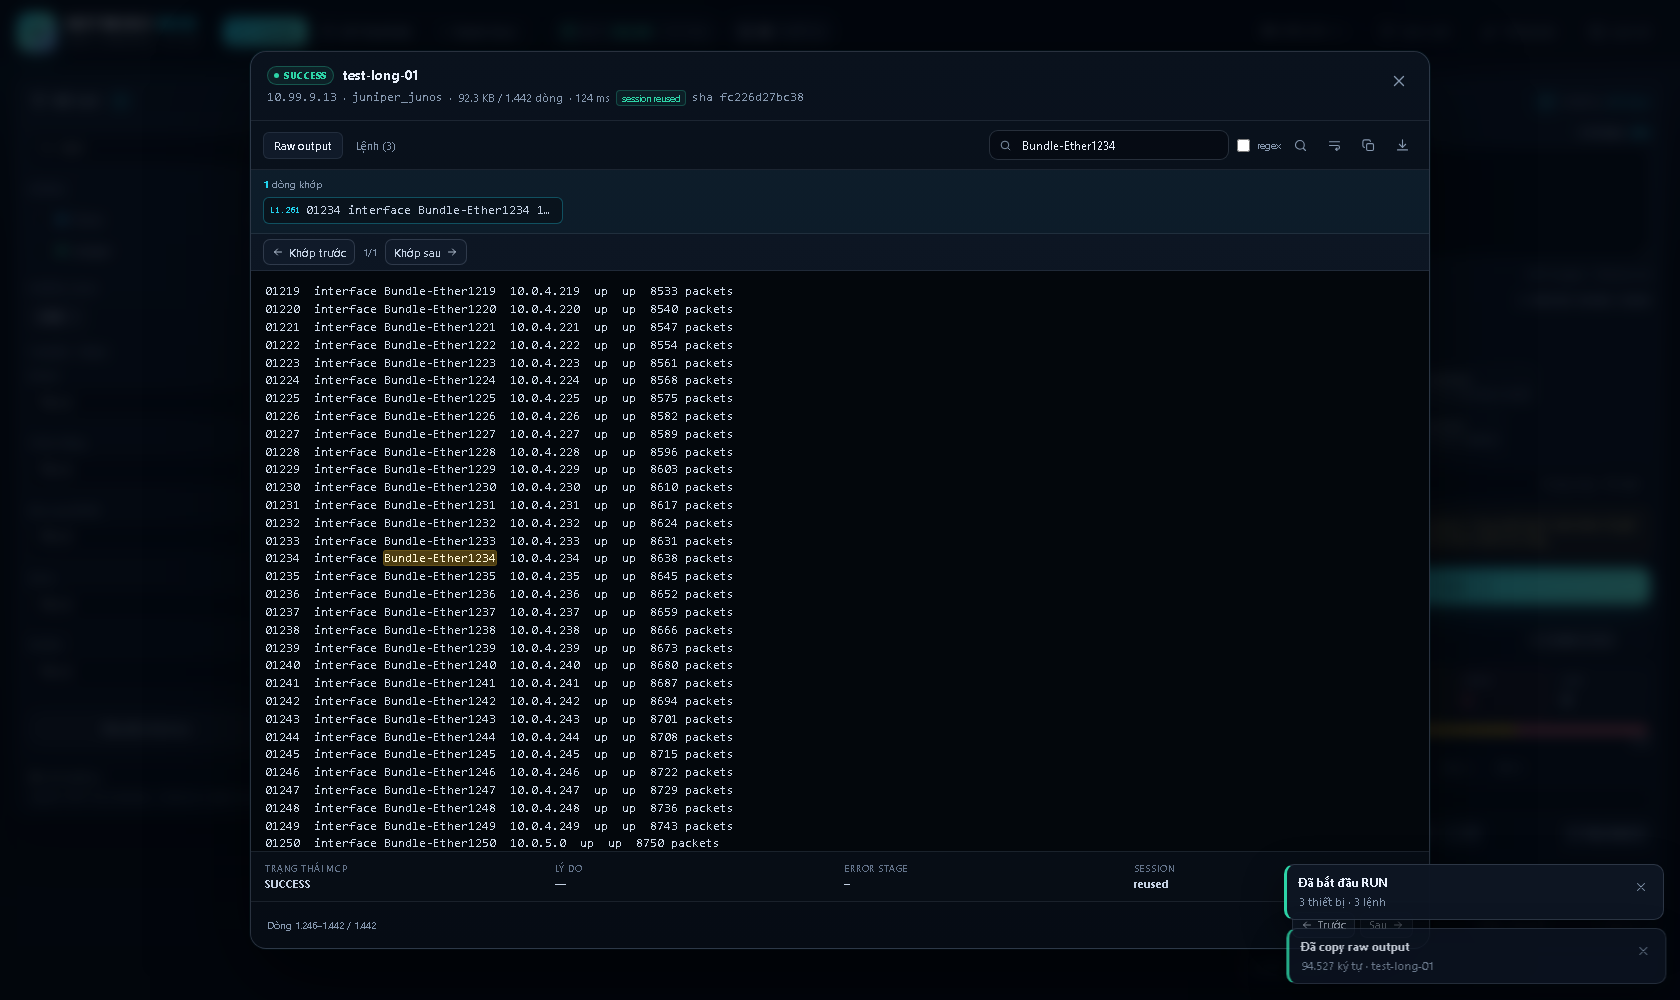 SUCCESS test-long-01
10.99.9.13 · juniper_junos · 92.3 KB / 1.442 dòng · 124 ms session reused sha fc226d27bc38
Raw output Lệnh (3) Bundle-Ether1234 regex
1 dòng khớp
L1.261 01234 interface Bundle-Ether1234 1…
← Khớp trước 1/1 Khớp sau →
01219 interface Bundle-Ether1219 10.0.4.219 up up 8533 packets
01220 interface Bundle-Ether1220 10.0.4.220 up up 8540 packets
01221 interface Bundle-Ether1221 10.0.4.221 up up 8547 packets
01222 interface Bundle-Ether1222 10.0.4.222 up up 8554 packets
01223 interface Bundle-Ether1223 10.0.4.223 up up 8561 packets
01224 interface Bundle-Ether1224 10.0.4.224 up up 8568 packets
01225 interface Bundle-Ether1225 10.0.4.225 up up 8575 packets
01226 interface Bundle-Ether1226 10.0.4.226 up up 8582 packets
01227 interface Bundle-Ether1227 10.0.4.227 up up 8589 packets
01228 interface Bundle-Ether1228 10.0.4.228 up up 8596 packets
01229 interface Bundle-Ether1229 10.0.4.229 up up 8603 packets
01230 interface Bundle-Ether1230 10.0.4.230 up up 8610 packets
01231 interface Bundle-Ether1231 10.0.4.231 up up 8617 packets
01232 interface Bundle-Ether1232 10.0.4.232 up up 8624 packets
01233 interface Bundle-Ether1233 10.0.4.233 up up 8631 packets
01234 interface Bundle-Ether1234 10.0.4.234 up up 8638 packets
01235 interface Bundle-Ether1235 10.0.4.235 up up 8645 packets
01236 interface Bundle-Ether1236 10.0.4.236 up up 8652 packets
01237 interface Bundle-Ether1237 10.0.4.237 up up 8659 packets
01238 interface Bundle-Ether1238 10.0.4.238 up up 8666 packets
01239 interface Bundle-Ether1239 10.0.4.239 up up 8673 packets
01240 interface Bundle-Ether1240 10.0.4.240 up up 8680 packets
01241 interface Bundle-Ether1241 10.0.4.241 up up 8687 packets
01242 interface Bundle-Ether1242 10.0.4.242 up up 8694 packets
01243 interface Bundle-Ether1243 10.0.4.243 up up 8701 packets
01244 interface Bundle-Ether1244 10.0.4.244 up up 8708 packets
01245 interface Bundle-Ether1245 10.0.4.245 up up 8715 packets
01246 interface Bundle-Ether1246 10.0.4.246 up up 8722 packets
01247 interface Bundle-Ether1247 10.0.4.247 up up 8729 packets
01248 interface Bundle-Ether1248 10.0.4.248 up up 8736 packets
01249 interface Bundle-Ether1249 10.0.4.249 up up 8743 packets
01250 interface Bundle-Ether1250 10.0.5.0 up up 8750 packets
TRẠNG THÁI MCP LÝ DO ERROR STAGE SESSION
SUCCESS — – reused
Đã bắt đầu RUN
3 thiết bị · 3 lệnh
Dòng 1.246–1.442 / 1.442 ← Trước Sau →
Đã copy raw output
94.527 ký tự · test-long-01